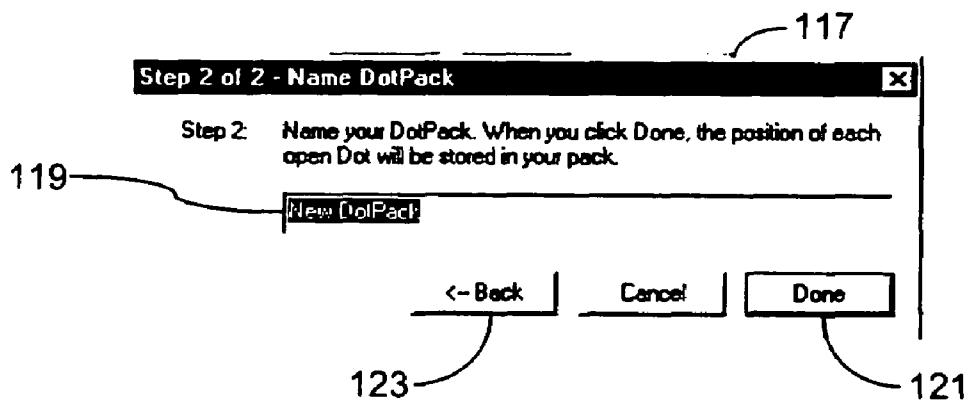 117
Step 2 of 2 - Name DotPack
Step 2: Name your DotPack. When you click Done, the position of each
open Dot will be stored in your pack.
119
New DotPack
<-- Back Cancel Done
123
121